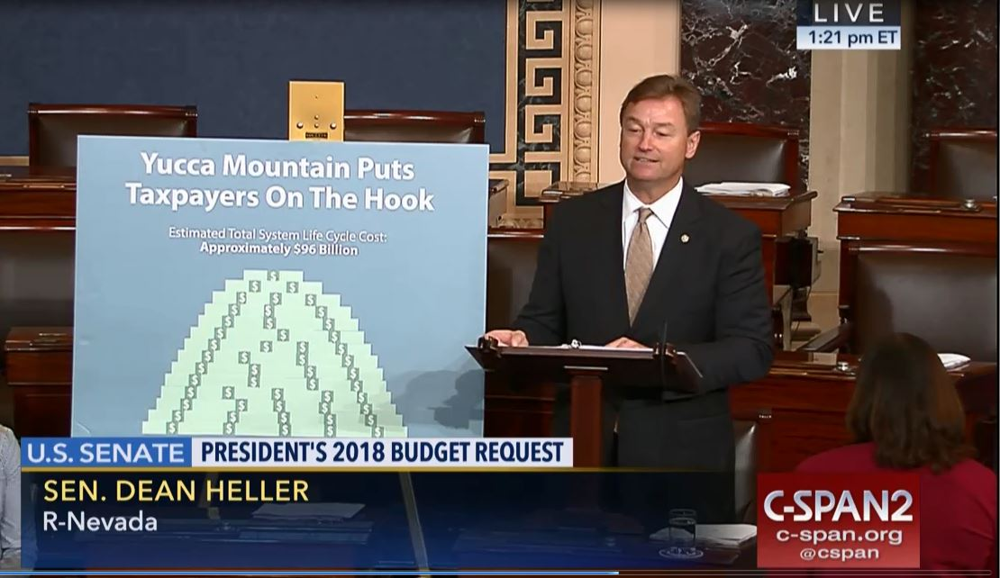 LIVE
1:21 pm ET
Yucca Mountain Puts
Taxpayers On The Hook
Estimated Total System Life Cycle Cost:
Approximately $96 Billion
U.S. SENATE PRESIDENT'S 2018 BUDGET REQUEST
SEN. DEAN HELLER
R-Nevada
C-SPAN2
c-span.org
@cspan